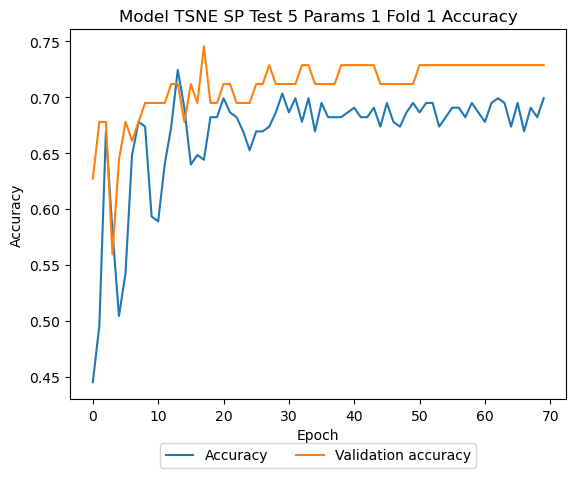 Model TSNE SP Test 5 Params 1 Fold 1 Accuracy
0.75
0.70
0.65
0.60
0.55
0.50
0.45
Accuracy
0 10 20 30 40 50 60 70
Epoch
Accuracy Validation accuracy